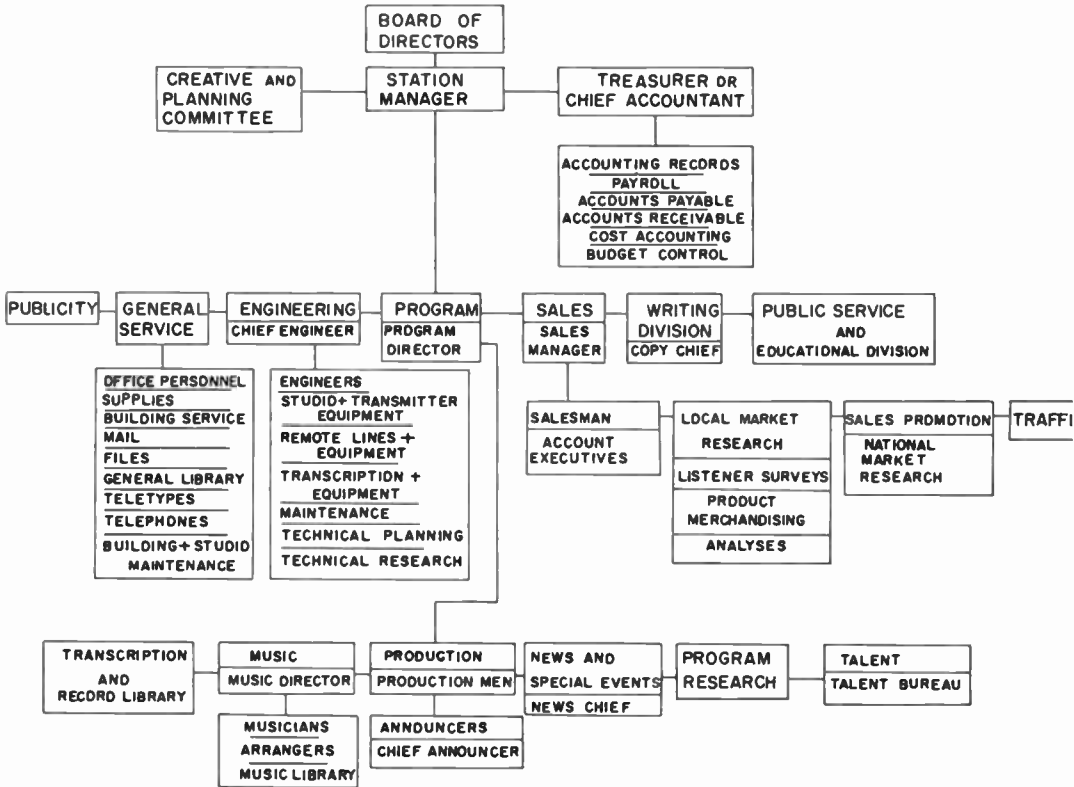 BOARD OF
DIRECTORS
CREATIVE AND
PLANNING
COMMITTEE
STATION
MANAGER
TREASURER OR
CHIEF ACCOUNTANT
ACCOUNTING RECORDS
PAYROLL
ACCOUNTS PAYABLE
ACCOUNTS RECEIVABLE
COST ACCOUNTING
BUDGET CONTROL
PUBLICITY
GENERAL
SERVICE
ENGINEERING
CHIEF ENGINEER
PROGRAM
PROGRAM
DIRECTOR
SALES
SALES
MANAGER
WRITING
DIVISION
COPY CHIEF
PUBLIC SERVICE
AND
EDUCATIONAL DIVISION
OFFICE PERSONNEL
SUPPLIES
BUILDING SERVICE
MAIL
FILES
GENERAL LIBRARY
TELETYPES
TELEPHONES
BUILDING + STUDIO
MAINTENANCE
ENGINEERS
STUDIO + TRANSMITTER
EQUIPMENT
REMOTE LINES +
EQUIPMENT
TRANSCRIPTION +
EQUIPMENT
MAINTENANCE
TECHNICAL PLANNING
TECHNICAL RESEARCH
SALESMAN
ACCOUNT
EXECUTIVES
LOCAL MARKET
RESEARCH
LISTENER SURVEYS
PRODUCT
MERCHANDISING
ANALYSES
SALES PROMOTION
NATIONAL
MARKET
RESEARCH
TRAFFI
TRANSCRIPTION
AND
RECORD LIBRARY
MUSIC
MUSIC DIRECTOR
MUSICIANS
ARRANGERS
MUSIC LIBRARY
PRODUCTION
PRODUCTION MEN
ANNOUNCERS
CHIEF ANNOUNCER
NEWS AND
SPECIAL EVENTS
NEWS CHIEF
PROGRAM
RESEARCH
TALENT
TALENT BUREAU